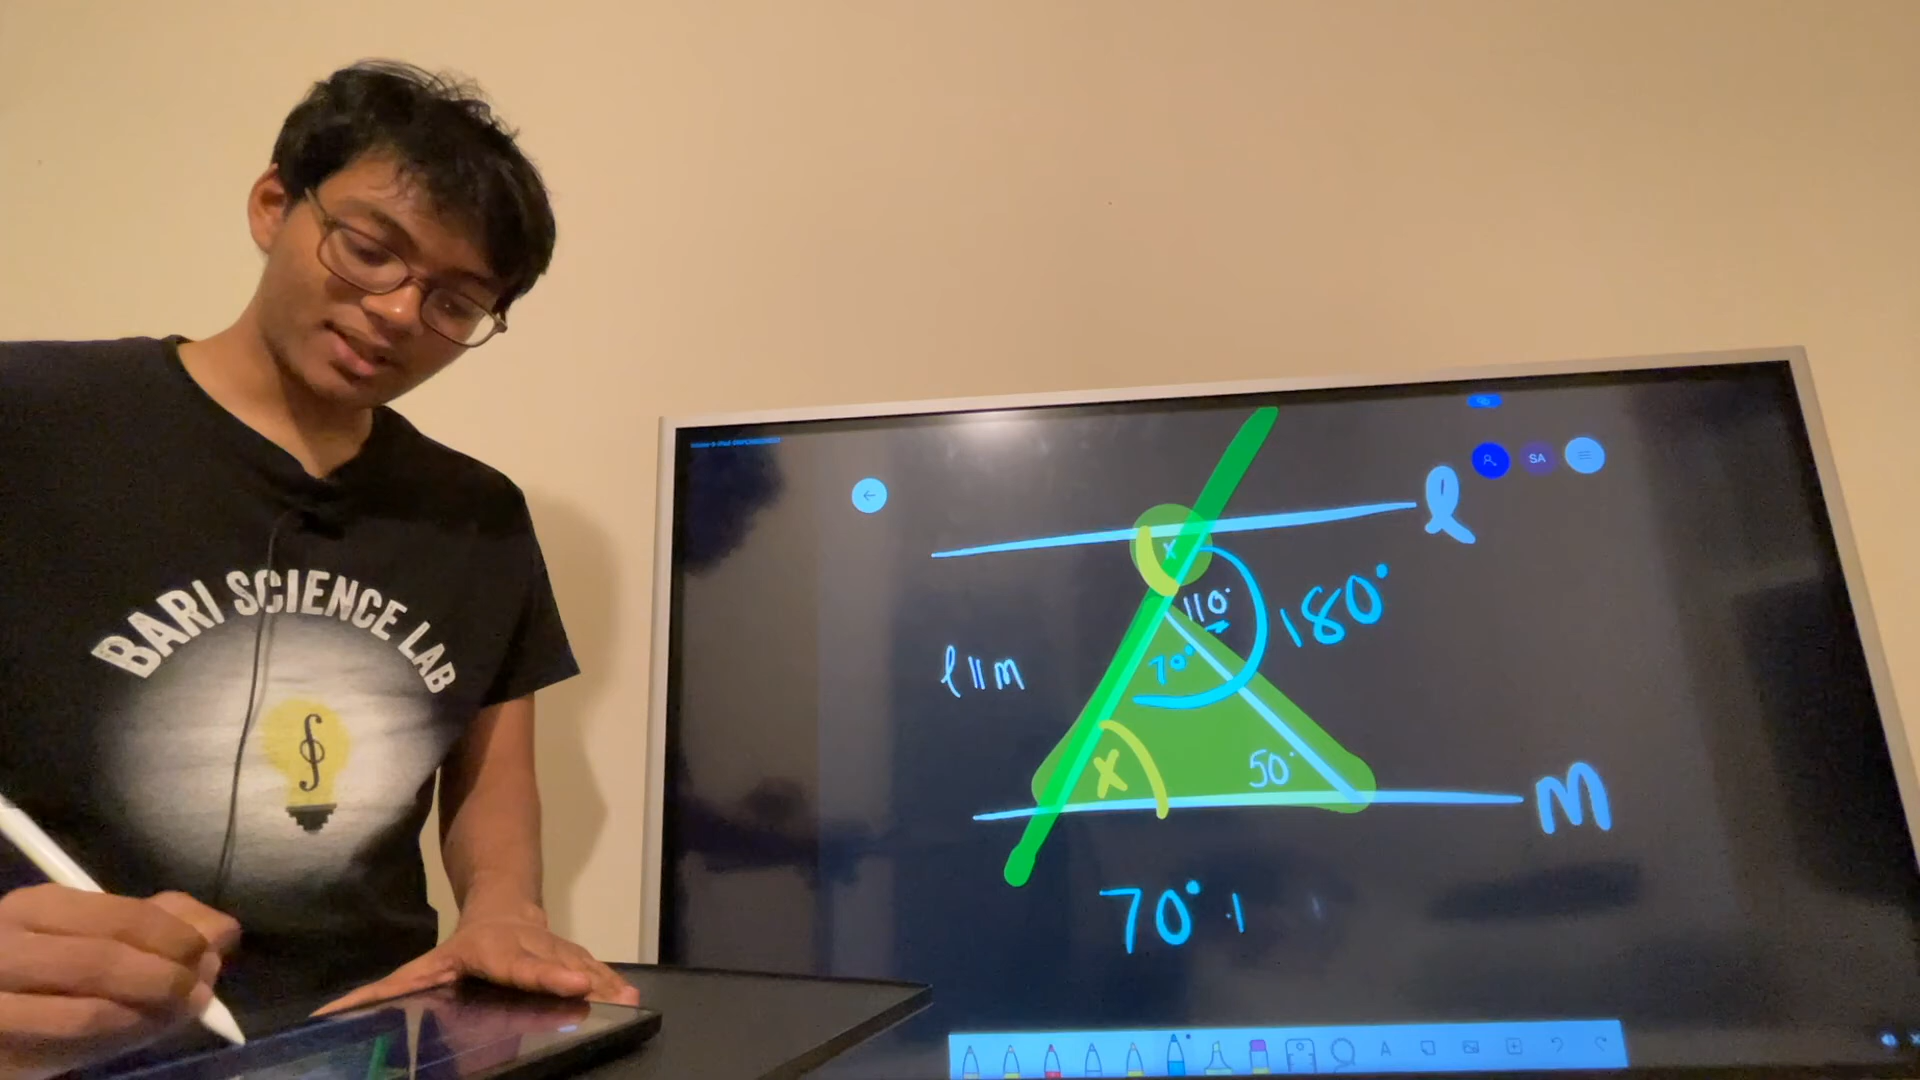 BARI SCIENCE LAB
SA
l
x
110°
180°
l || m
70°
x
50°
m
70° +
A